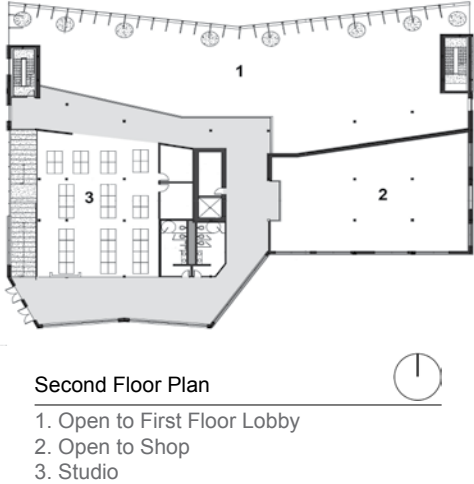 1
2
3
Second Floor Plan
1. Open to First Floor Lobby
2. Open to Shop
3. Studio